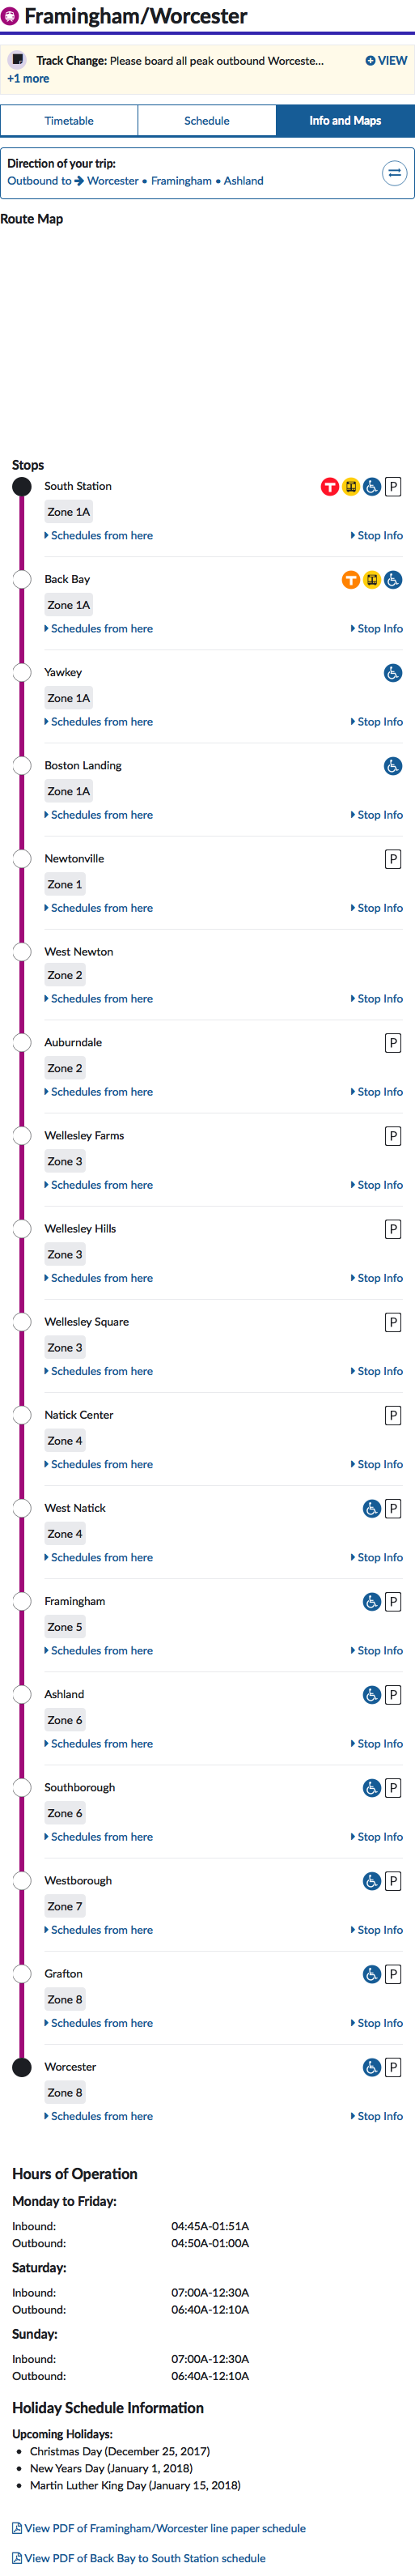 Framingham/Worcester
Track Change: Please board all peak outbound Worceste... VIEW
+1 more
Timetable Schedule Info and Maps
Direction of your trip:
Outbound to → Worcester • Framingham • Ashland
Route Map
Stops
South Station T P
Zone 1A
Schedules from here Stop Info
Back Bay T
Zone 1A
Schedules from here Stop Info
Yawkey
Zone 1A
Schedules from here Stop Info
Boston Landing
Zone 1A
Schedules from here Stop Info
Newtonville P
Zone 1
Schedules from here Stop Info
West Newton
Zone 2
Schedules from here Stop Info
Auburndale P
Zone 2
Schedules from here Stop Info
Wellesley Farms P
Zone 3
Schedules from here Stop Info
Wellesley Hills P
Zone 3
Schedules from here Stop Info
Wellesley Square P
Zone 3
Schedules from here Stop Info
Natick Center P
Zone 4
Schedules from here Stop Info
West Natick P
Zone 4
Schedules from here Stop Info
Framingham P
Zone 5
Schedules from here Stop Info
Ashland P
Zone 6
Schedules from here Stop Info
Southborough P
Zone 6
Schedules from here Stop Info
Westborough P
Zone 7
Schedules from here Stop Info
Grafton P
Zone 8
Schedules from here Stop Info
Worcester P
Zone 8
Schedules from here Stop Info
Hours of Operation
Monday to Friday:
Inbound: 04:45A-01:51A
Outbound: 04:50A-01:00A
Saturday:
Inbound: 07:00A-12:30A
Outbound: 06:40A-12:10A
Sunday:
Inbound: 07:00A-12:30A
Outbound: 06:40A-12:10A
Holiday Schedule Information
Upcoming Holidays:
• Christmas Day (December 25, 2017)
• New Years Day (January 1, 2018)
• Martin Luther King Day (January 15, 2018)
View PDF of Framingham/Worcester line paper schedule
View PDF of Back Bay to South Station schedule